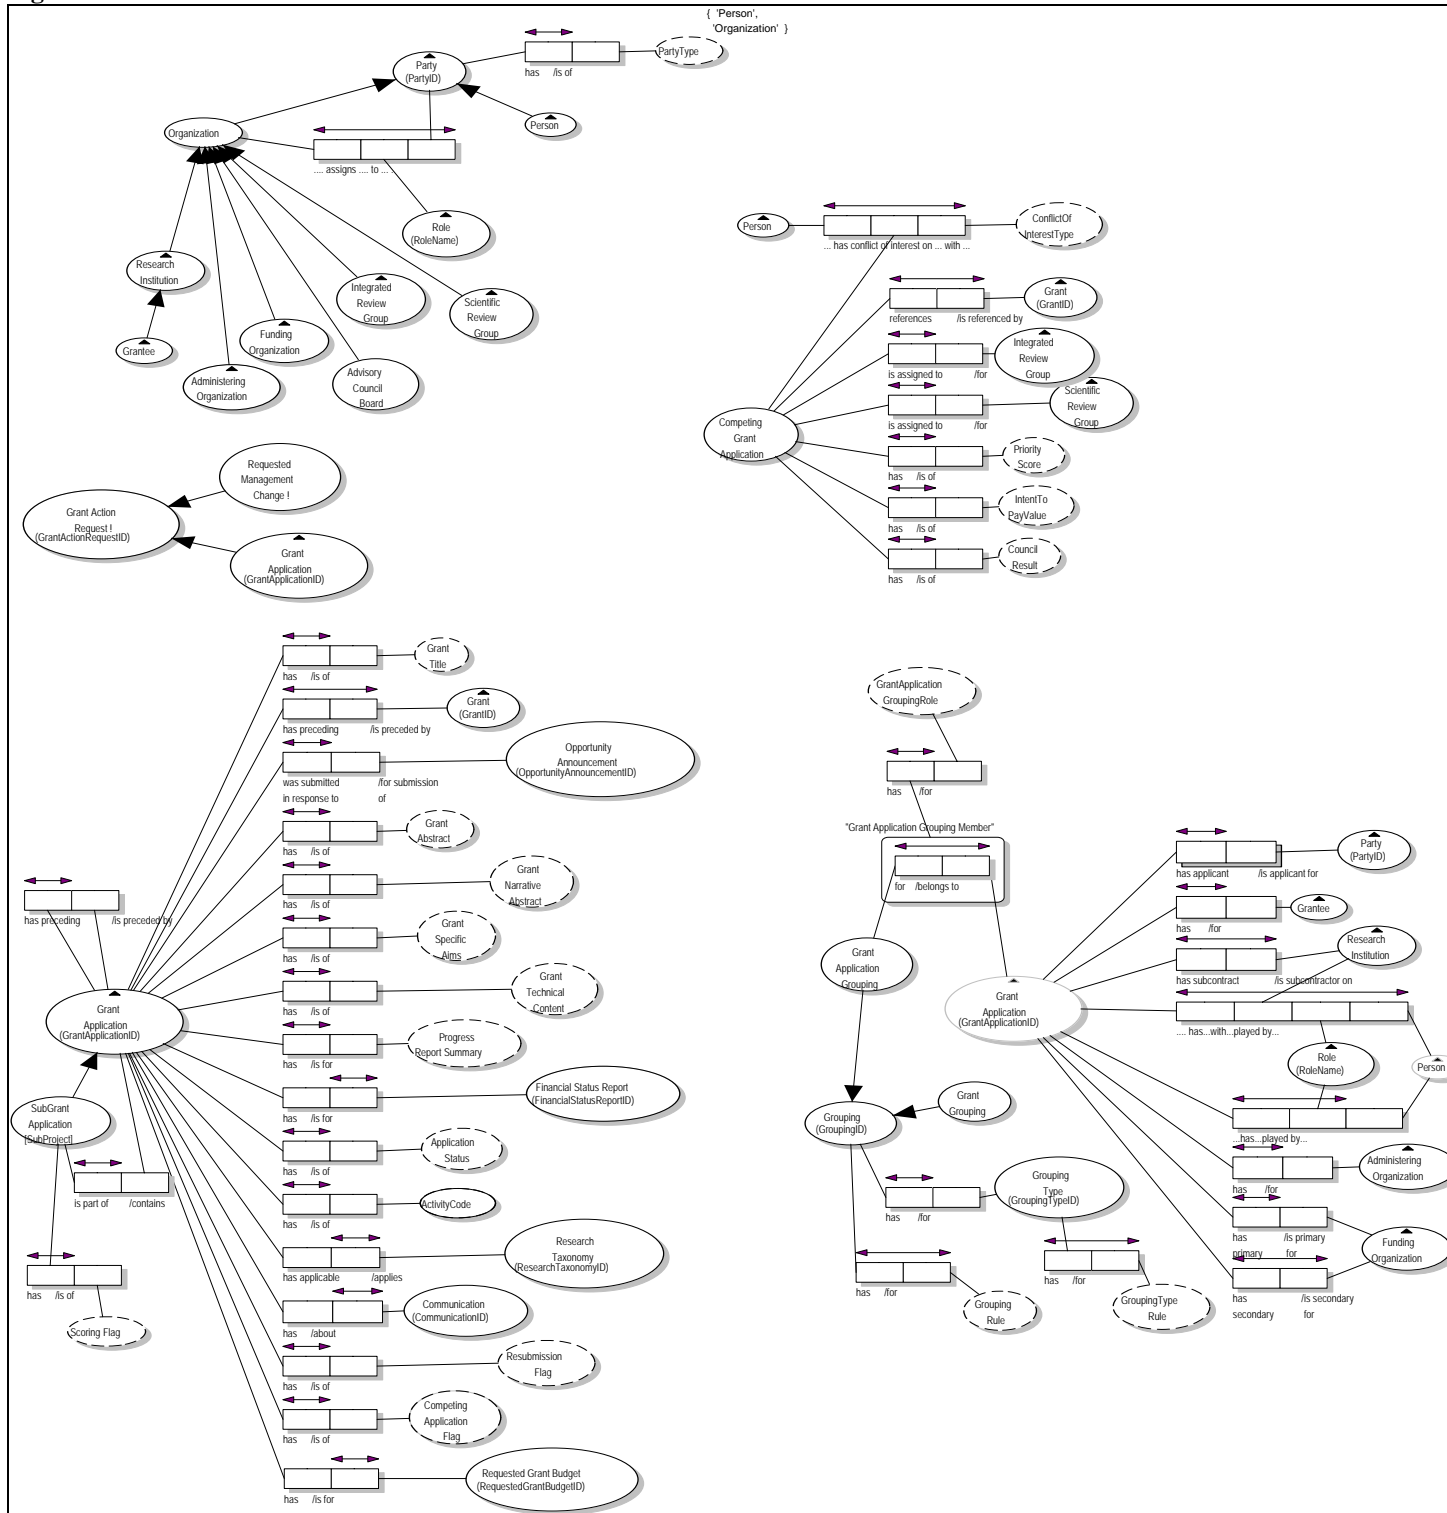 { 'Person',
'Organization' }
Party
(PartyID)
has /is of
PartyType
Person
Organization
.... assigns .... to ...
Role
(RoleName)
Research
Institution
Grantee
Administering
Organization
Funding
Organization
Integrated
Review
Group
Advisory
Council
Board
Scientific
Review
Group
Person
... has conflict of interest on ... with ...
ConflictOf
InterestType
references /is referenced by
Grant
(GrantID)
is assigned to /for
Integrated
Review
Group
is assigned to /for
Scientific
Review
Group
Competing
Grant
Application
has /is of
Priority
Score
has /is of
IntentTo
PayValue
has /is of
Council
Result
Requested
Management
Change !
Grant Action
Request !
(GrantActionRequestID)
Grant
Application
(GrantApplicationID)
has /is of
Grant
Title
has preceding /is preceded by
Grant
(GrantID)
was submitted /for submission
in response to of
Opportunity
Announcement
(OpportunityAnnouncementID)
has /is of
Grant
Abstract
has /is of
Grant
Narrative
Abstract
has preceding /is preceded by
has /is of
Grant
Specific
Aims
has /is of
Grant
Technical
Content
Grant
Application
(GrantApplicationID)
has /is for
Progress
Report Summary
has /is for
Financial Status Report
(FinancialStatusReportID)
SubGrant
Application
[SubProject]
has /is of
Application
Status
is part of /contains
has /is of
ActivityCode
has applicable /applies
Research
Taxonomy
(ResearchTaxonomyID)
has /is of
Scoring Flag
has /about
Communication
(CommunicationID)
has /is of
Resubmission
Flag
has /is of
Competing
Application
Flag
has /is for
Requested Grant Budget
(RequestedGrantBudgetID)
GrantApplication
GroupingRole
has /for
"Grant Application Grouping Member"
for /belongs to
Grant
Application
Grouping
Grant
Application
(GrantApplicationID)
has applicant /is applicant for
Party
(PartyID)
has /for
Grantee
has subcontract /is subcontractor on
Research
Institution
.... has...with...played by...
Role
(RoleName)
Person
...has...played by...
has /for
Administering
Organization
has /is primary
primary for
Funding
Organization
has /is secondary
secondary for
Grouping
(GroupingID)
Grant
Grouping
has /for
Grouping
Type
(GroupingTypeID)
has /for
Grouping
Rule
has /for
GroupingType
Rule